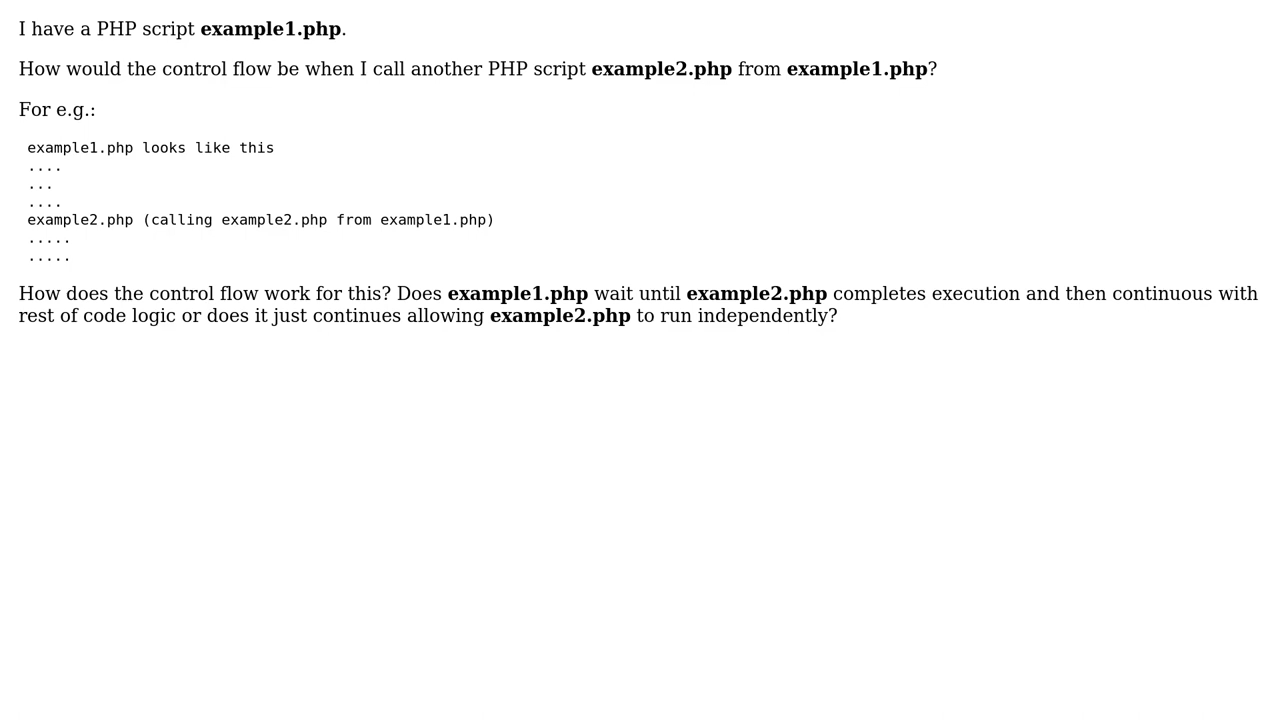 I have a PHP script example1.php.
How would the control flow be when I call another PHP script example2.php from example1.php?
For e.g.:
example1.php looks like this
....
...
....
example2.php (calling example2.php from example1.php)
.....
.....
How does the control flow work for this? Does example1.php wait until example2.php completes execution and then continuous with
rest of code logic or does it just continues allowing example2.php to run independently?